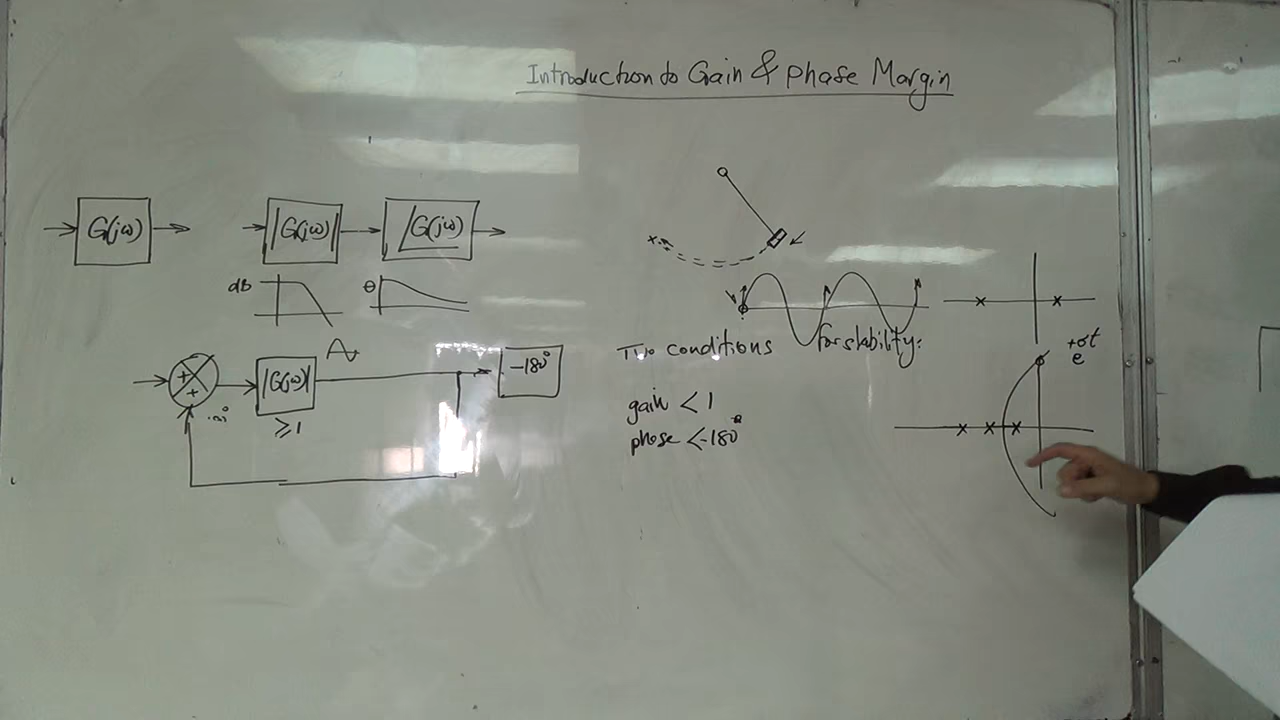 Introduction to Gain & Phase Margin
G(jω)
|G(jω)|
/G(jω)
dB
θ
+
+
|G(jω)|
≥1
-180°
Two conditions for stability:
gain < 1
phase < -180°
e^{+σt}